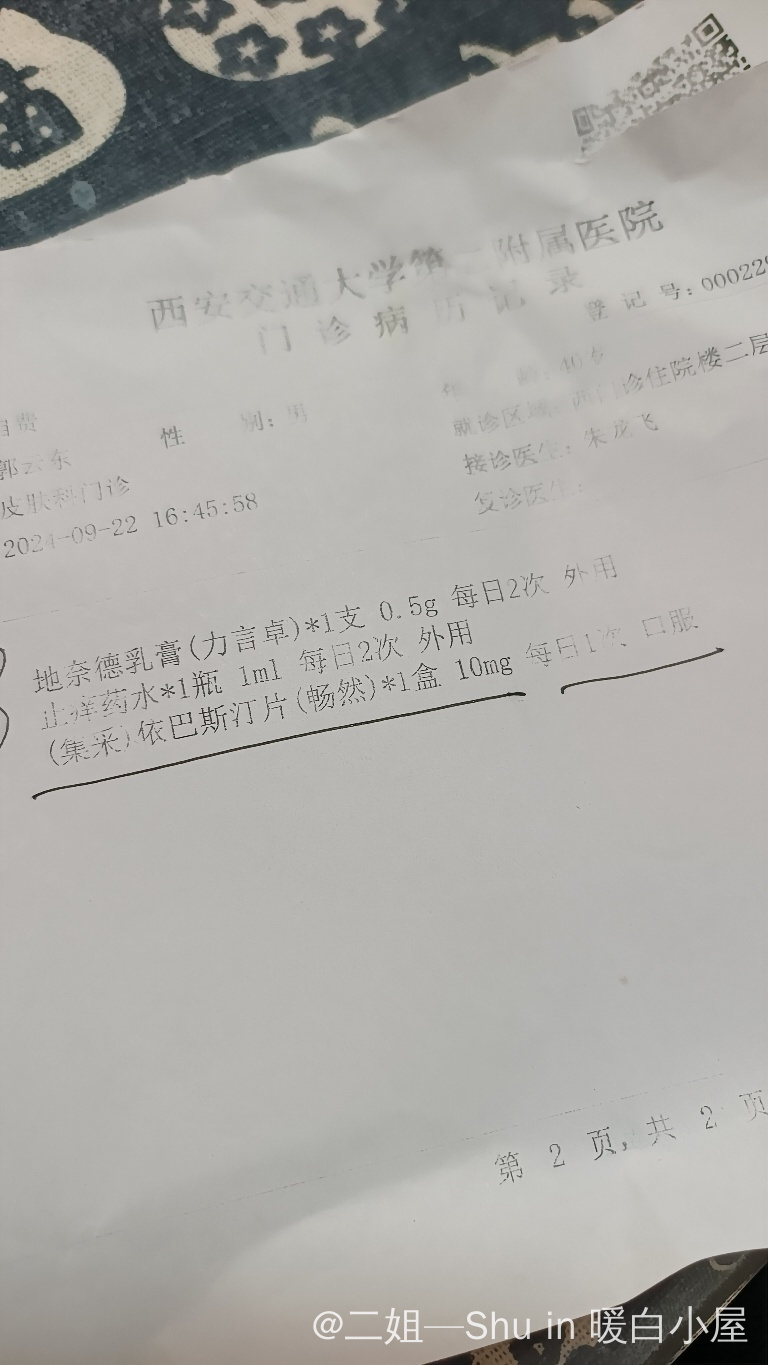 西安交通大学第二附属医院
门诊病历记录
登记号:000229
自费
性 别: 男
年 龄: 40岁
郭云东
就诊区域: 西门诊住院楼二层
皮肤科门诊
接诊医生:
2024-09-22 16:45:58
复诊医生:
地奈德乳膏(力言卓)*1支 0.5g 每日2次 外用
止痒药水*1瓶 1ml 每日2次 外用
(集采)依巴斯汀片(畅然)*1盒 10mg 每日1次 口服
第 2 页, 共 2 页
@二姐—Shu in 暖白小屋